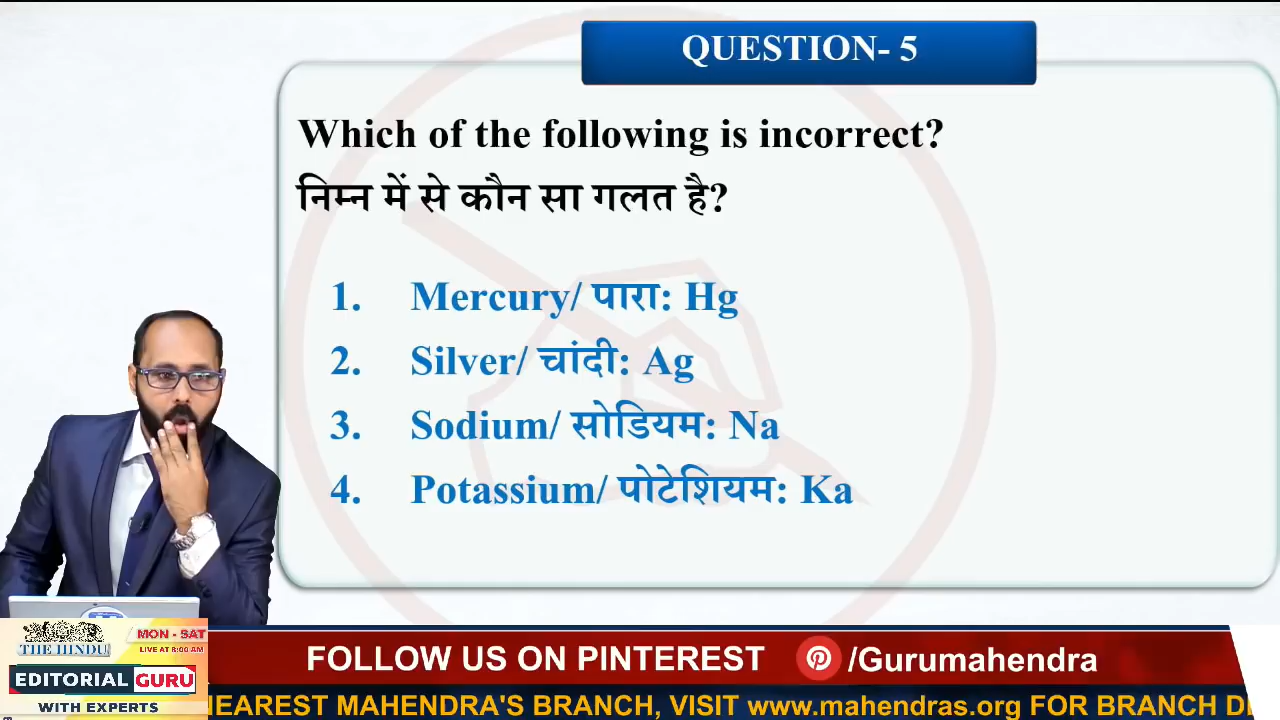 QUESTION- 5
Which of the following is incorrect?
निम्न में से कौन सा गलत है?
1. Mercury/ पारा: Hg
2. Silver/ चांदी: Ag
3. Sodium/ सोडियम: Na
4. Potassium/ पोटेशियम: Ka
THE HINDU
MON - SAT
LIVE AT 8:00 AM
EDITORIAL GURU
WITH EXPERTS
FOLLOW US ON PINTEREST /Gurumahendra
NEAREST MAHENDRA'S BRANCH, VISIT www.mahendras.org FOR BRANCH